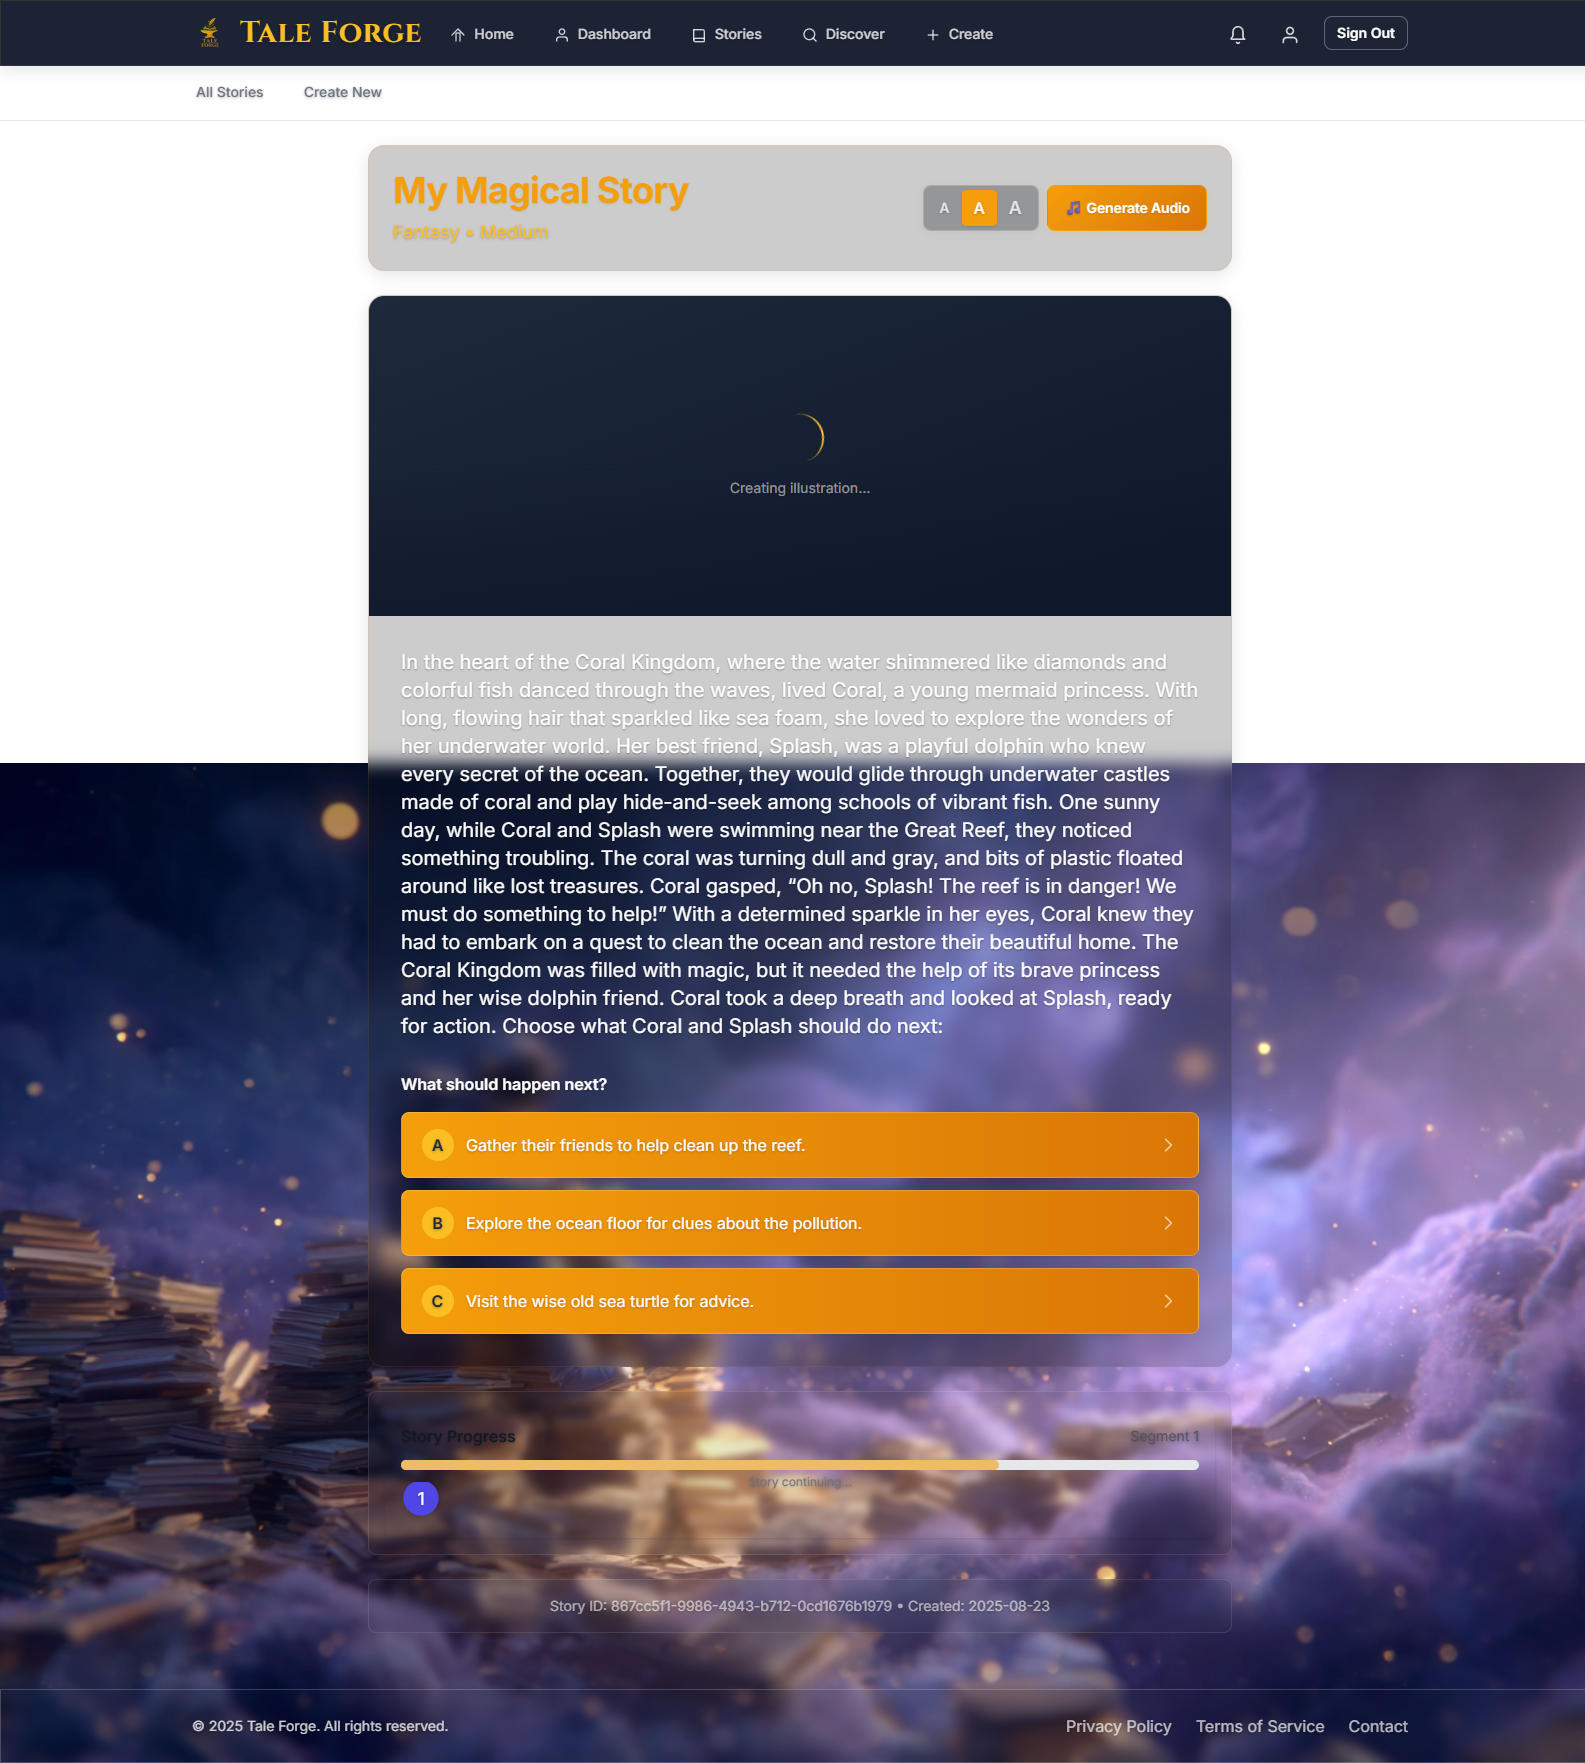 TALE FORGE
TALE FORGE Home Dashboard Stories Discover Create Sign Out
All Stories Create New
My Magical Story
Fantasy • Medium
A A A 🎵 Generate Audio
Creating illustration...
In the heart of the Coral Kingdom, where the water shimmered like diamonds and
colorful fish danced through the waves, lived Coral, a young mermaid princess. With
long, flowing hair that sparkled like sea foam, she loved to explore the wonders of
her underwater world. Her best friend, Splash, was a playful dolphin who knew
every secret of the ocean. Together, they would glide through underwater castles
made of coral and play hide-and-seek among schools of vibrant fish. One sunny
day, while Coral and Splash were swimming near the Great Reef, they noticed
something troubling. The coral was turning dull and gray, and bits of plastic floated
around like lost treasures. Coral gasped, “Oh no, Splash! The reef is in danger! We
must do something to help!” With a determined sparkle in her eyes, Coral knew they
had to embark on a quest to clean the ocean and restore their beautiful home. The
Coral Kingdom was filled with magic, but it needed the help of its brave princess
and her wise dolphin friend. Coral took a deep breath and looked at Splash, ready
for action. Choose what Coral and Splash should do next:
What should happen next?
A Gather their friends to help clean up the reef.
B Explore the ocean floor for clues about the pollution.
C Visit the wise old sea turtle for advice.
Story Progress Segment 1
Story continuing...
1
Story ID: 867cc5f1-9986-4943-b712-0cd1676b1979 • Created: 2025-08-23
© 2025 Tale Forge. All rights reserved. Privacy Policy Terms of Service Contact